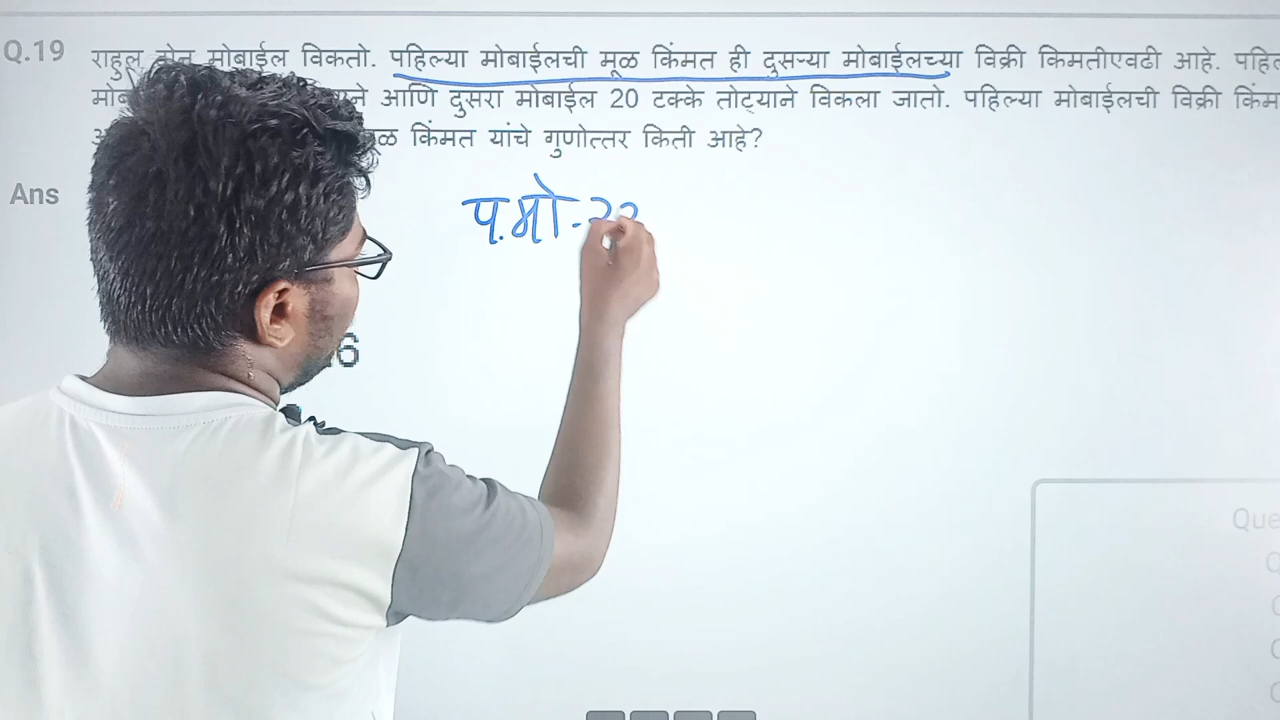 Q.19 राहुल दोन मोबाईल विकतो. पहिल्या मोबाईलची मूळ किंमत ही दुसऱ्या मोबाईलच्या विक्री किमतीएवढी आहे.
आणि दुसरा मोबाईल 20 टक्के तोट्याने विकला जातो. पहिल्या मोबाईलची विक्री
किंमत यांचे गुणोत्तर किती आहे?
Ans
प.मो-
6